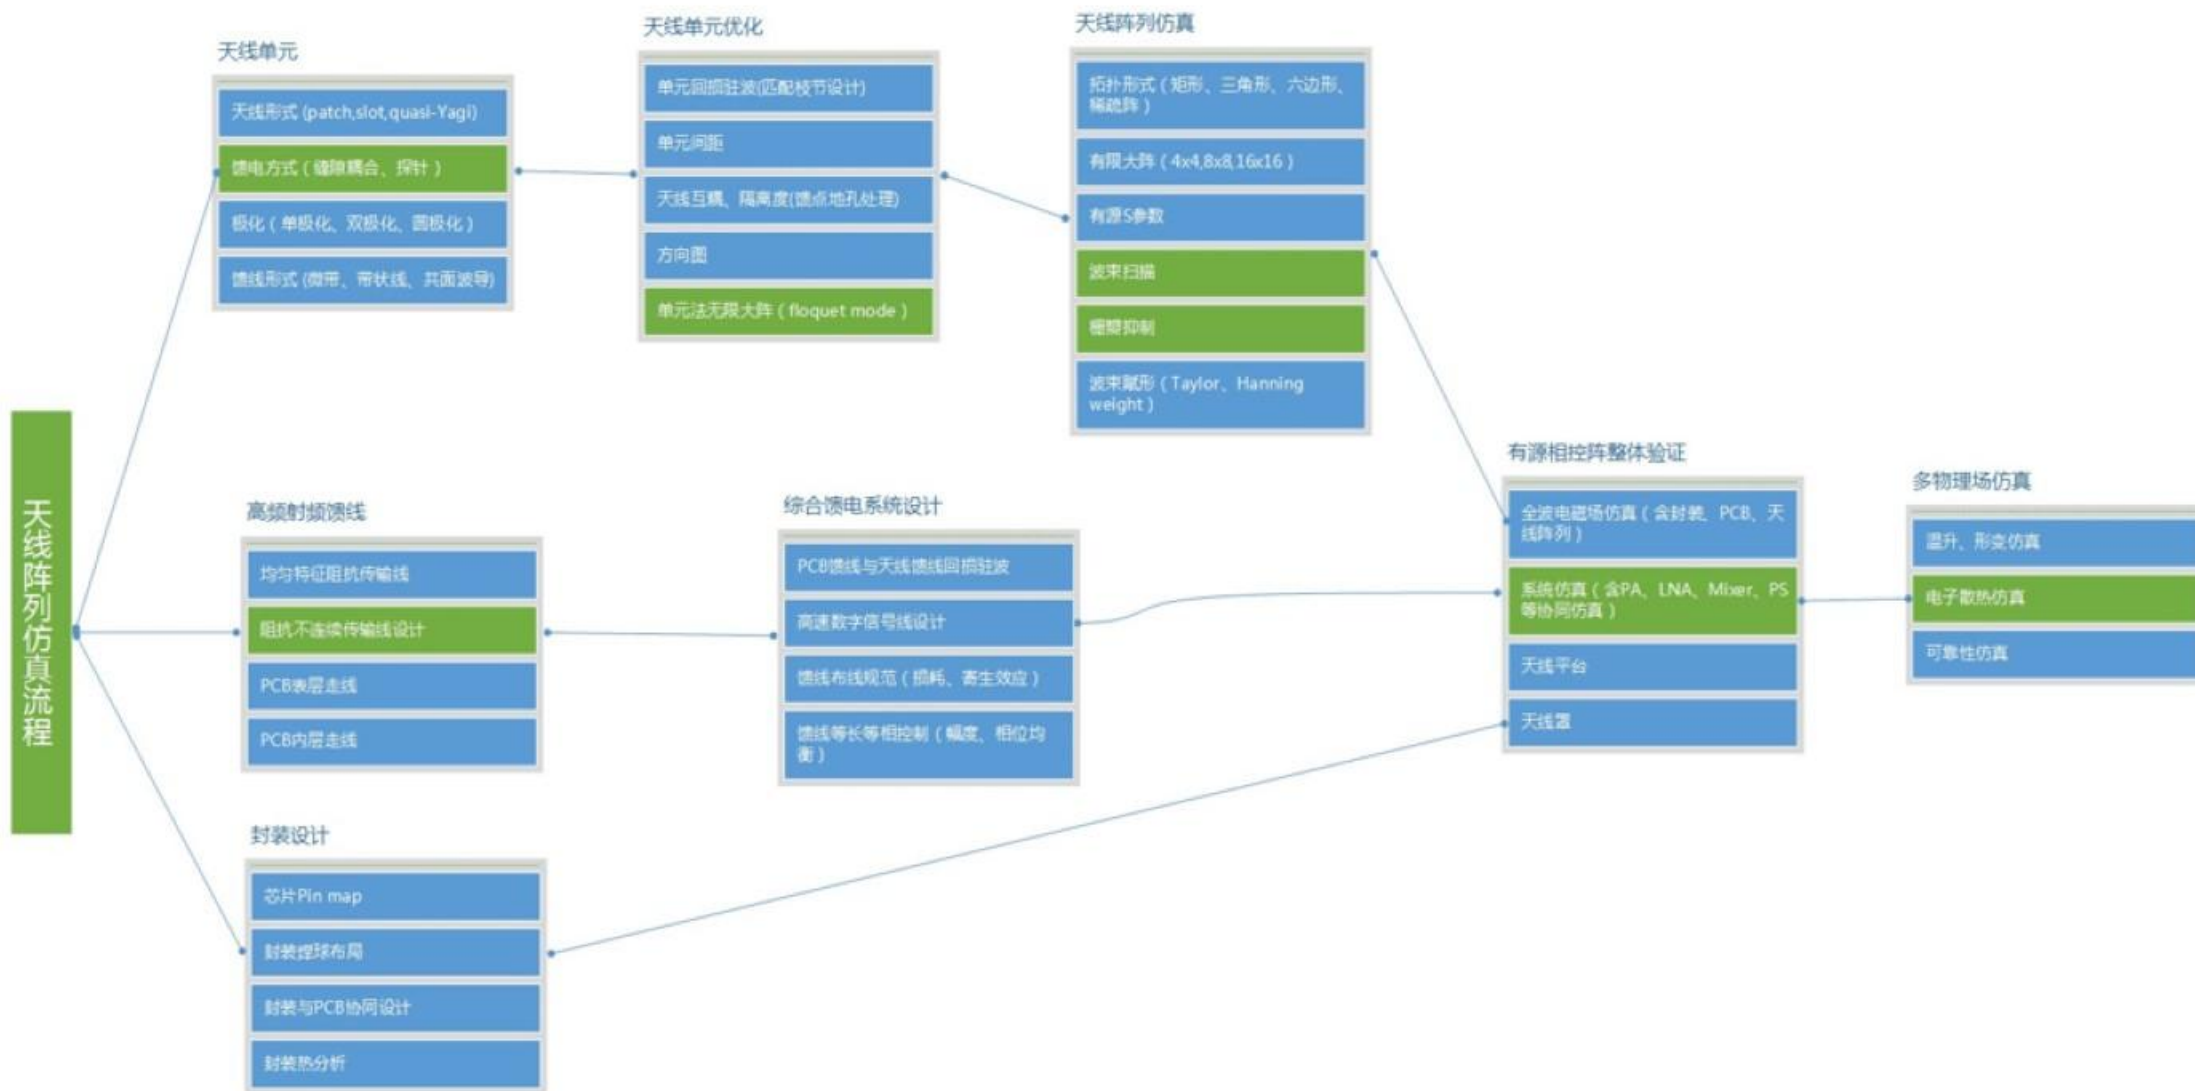 天线阵列仿真流程
天线单元
天线形式 (patch,slot,quasi-Yagi)
馈电方式（缝隙耦合、探针）
极化（单极化、双极化、圆极化）
馈线形式 (微带、带状线、共面波导)
天线单元优化
单元回损驻波(匹配枝节设计)
单元间距
天线互耦、隔离度(馈点地孔处理)
方向图
单元法无限大阵（floquet mode）
天线阵列仿真
拓扑形式（矩形、三角形、六边形、
稀疏阵）
有限大阵（4x4,8x8,16x16）
有源S参数
波束扫描
栅瓣抑制
波束赋形（Taylor、Hanning
weight）
高频射频馈线
均匀特征阻抗传输线
阻抗不连续传输线设计
PCB表层走线
PCB内层走线
综合馈电系统设计
PCB馈线与天线馈线回损驻波
高速数字信号线设计
馈线布线规范（损耗、寄生效应）
馈线等长等相控制（幅度、相位均
衡）
封装设计
芯片Pin map
封装焊球布局
封装与PCB协同设计
封装热分析
有源相控阵整体验证
全波电磁场仿真（含封装、PCB、天
线阵列）
系统仿真（含PA、LNA、Mixer、PS
等协同仿真）
天线平台
天线罩
多物理场仿真
温升、形变仿真
电子散热仿真
可靠性仿真